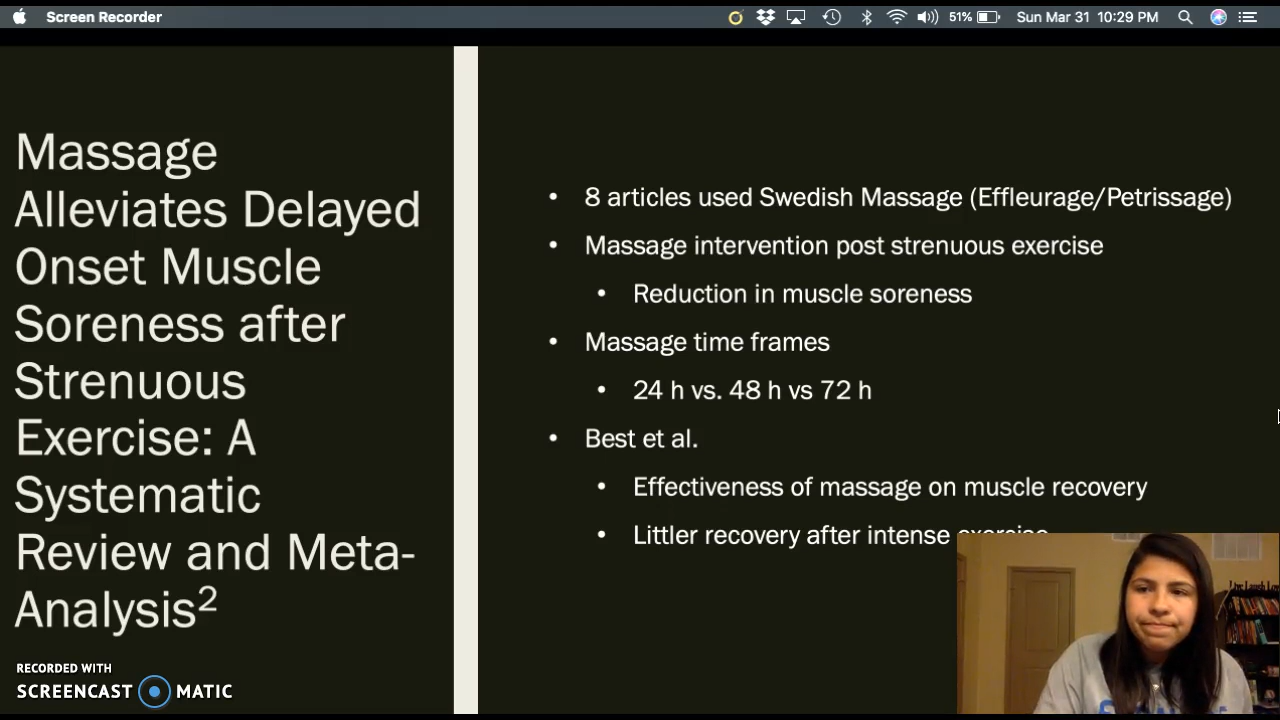 Screen Recorder
51%
Sun Mar 31 10:29 PM
Massage
Alleviates Delayed
Onset Muscle
Soreness after
Strenuous
Exercise: A
Systematic
Review and Meta-
Analysis²
• 8 articles used Swedish Massage (Effleurage/Petrissage)
• Massage intervention post strenuous exercise
• Reduction in muscle soreness
• Massage time frames
• 24 h vs. 48 h vs 72 h
• Best et al.
• Effectiveness of massage on muscle recovery
• Littler recovery after intense exercise
RECORDED WITH
SCREENCAST MATIC